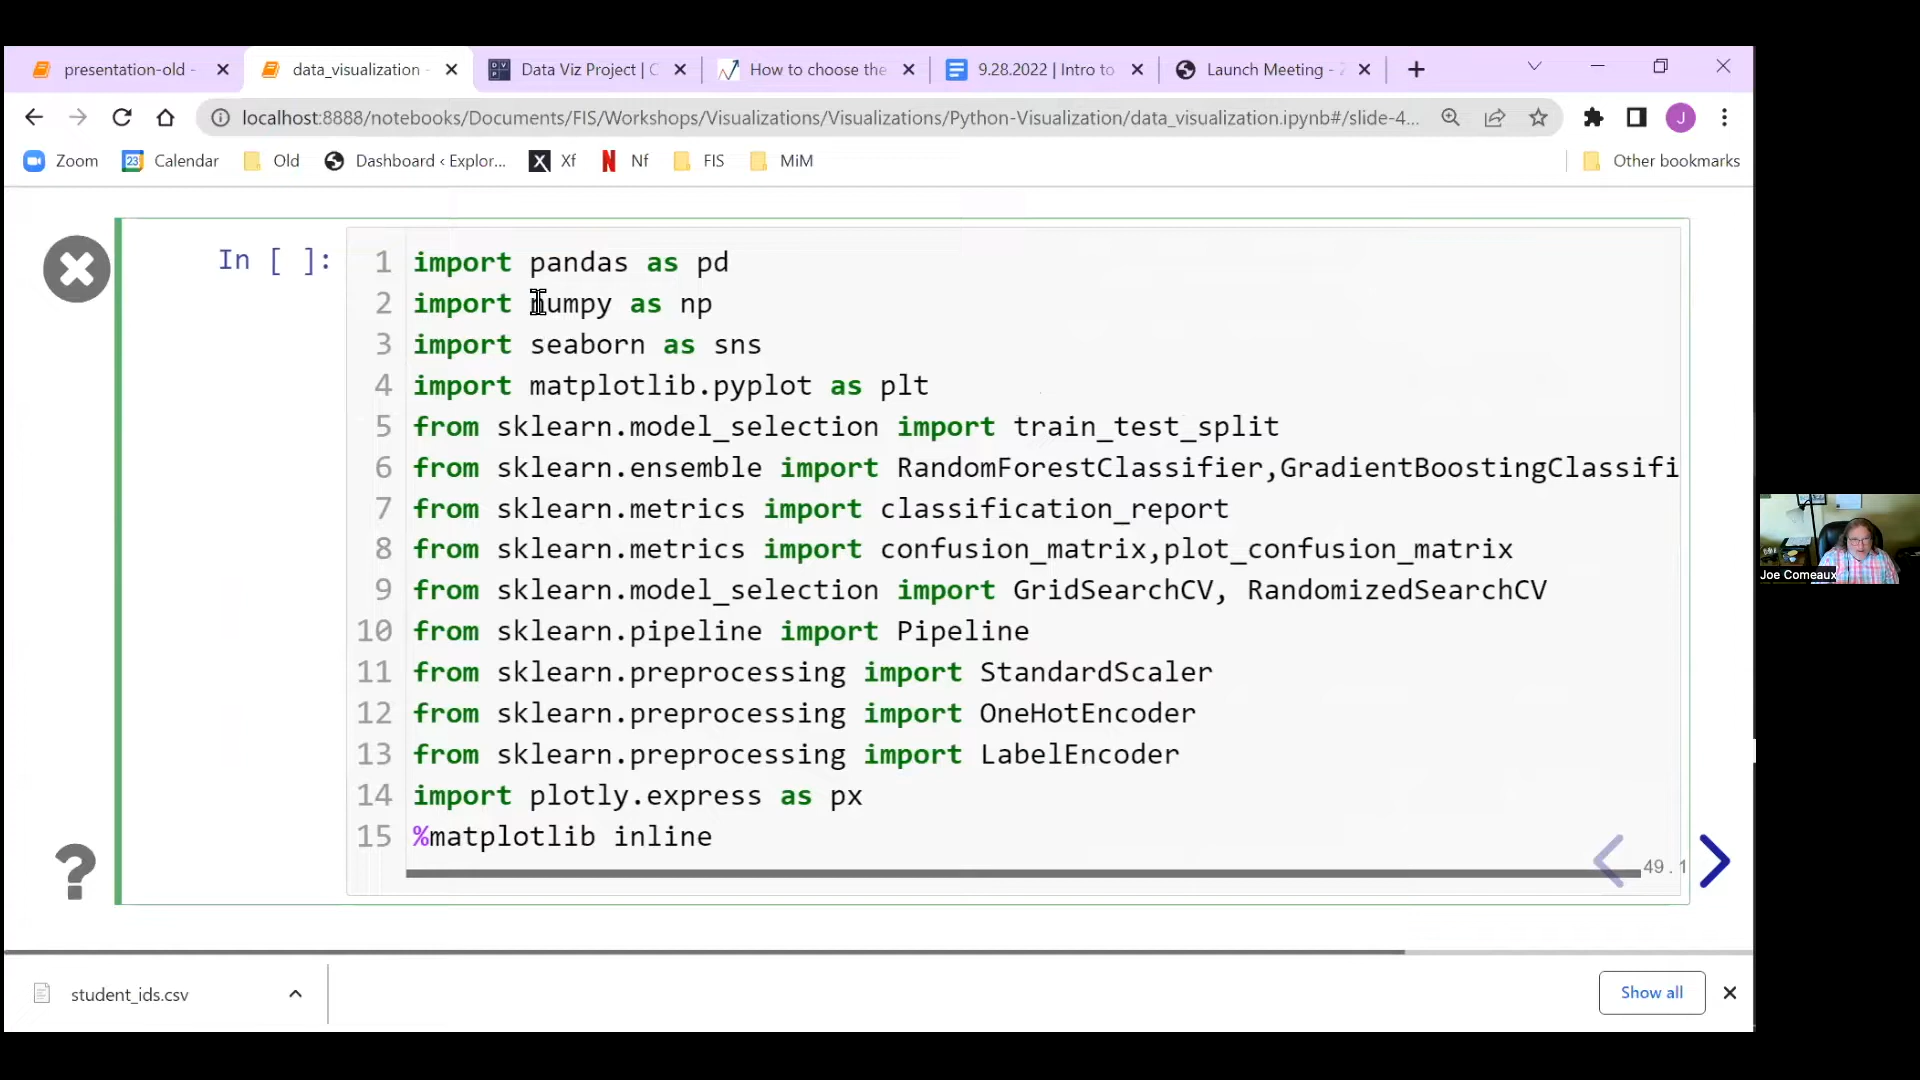 presentation-old -
data_visualization -
Data Viz Project | C
How to choose the
9.28.2022 | Intro to
Launch Meeting - Z
localhost:8888/notebooks/Documents/FIS/Workshops/Visualizations/Visualizations/Python-Visualization/data_visualization.ipynb#/slide-4...
J
Zoom
23
Calendar
Old
Dashboard ‹ Explor...
Xf
Nf
FIS
MiM
Other bookmarks
In [ ]:
1 import pandas as pd
2 import numpy as np
3 import seaborn as sns
4 import matplotlib.pyplot as plt
5 from sklearn.model_selection import train_test_split
6 from sklearn.ensemble import RandomForestClassifier,GradientBoostingClassifi
7 from sklearn.metrics import classification_report
8 from sklearn.metrics import confusion_matrix,plot_confusion_matrix
9 from sklearn.model_selection import GridSearchCV, RandomizedSearchCV
10 from sklearn.pipeline import Pipeline
11 from sklearn.preprocessing import StandardScaler
12 from sklearn.preprocessing import OneHotEncoder
13 from sklearn.preprocessing import LabelEncoder
14 import plotly.express as px
15 %matplotlib inline
49.1
?
Joe Comeaux
student_ids.csv
Show all